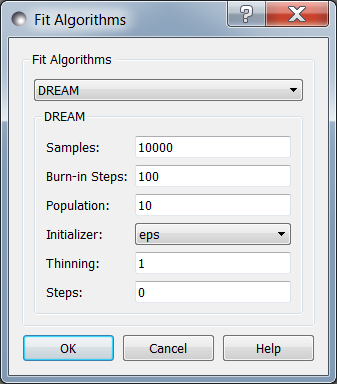 Fit Algorithms
?
Fit Algorithms
DREAM
DREAM
Samples: 10000
Burn-in Steps: 100
Population: 10
Initializer: eps
Thinning: 1
Steps: 0
OK Cancel Help